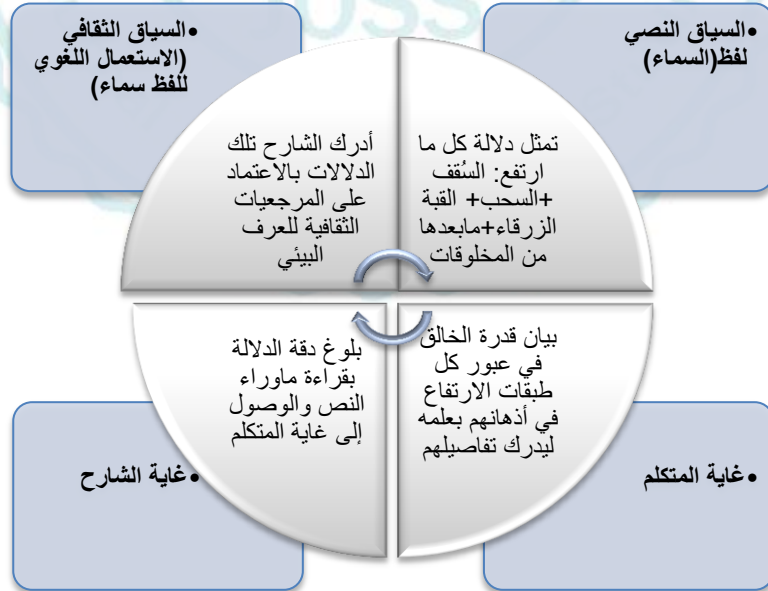 •السياق النصي
لفظ(السماء)
•السياق الثقافي
(الاستعمال اللغوي
للفظ سماء)
تمثل دلالة كل ما
ارتفع: السُقف
+السحب+ القبة
الزرقاء+مابعدها
من المخلوقات
أدرك الشارح تلك
الدلالات بالاعتماد
على المرجعيات
الثقافية للعرف
البيئي
بيان قدرة الخالق
في عبور كل
طبقات الارتفاع
في أذهانهم بعلمه
ليدرك تفاصيلهم
بلوغ دقة الدلالة
بقراءة ماوراء
النص والوصول
إلى غاية المتكلم
•غاية المتكلم
•غاية الشارح